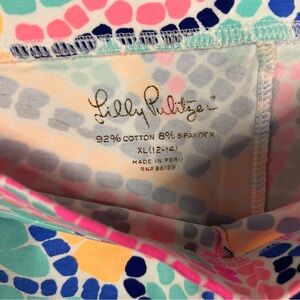 Lilly Pulitzer
92% COTTON 8% SPANDEX
XL (12-14)
MADE IN PERU